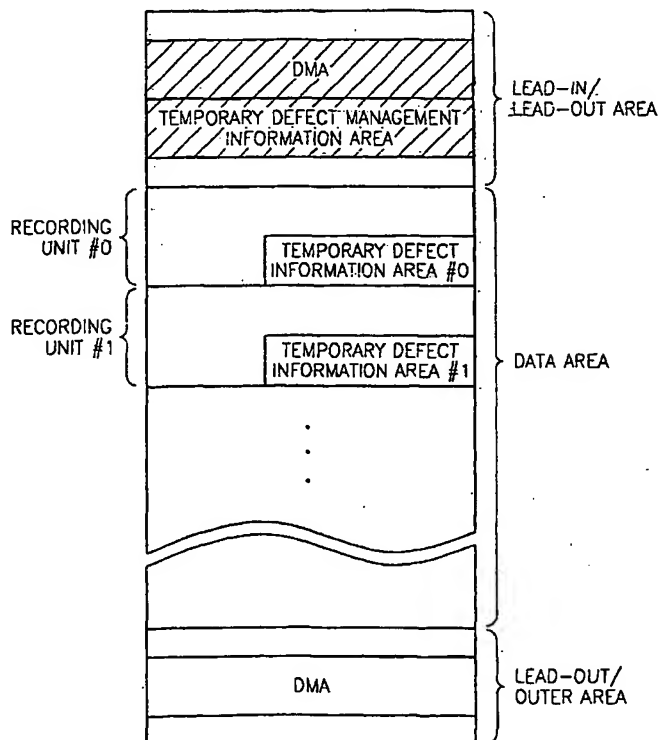 DMA
TEMPORARY DEFECT MANAGEMENT
INFORMATION AREA
LEAD-IN/
LEAD-OUT AREA
RECORDING
UNIT #0
TEMPORARY DEFECT
INFORMATION AREA #0
RECORDING
UNIT #1
TEMPORARY DEFECT
INFORMATION AREA #1
DATA AREA
DMA
LEAD-OUT/
OUTER AREA